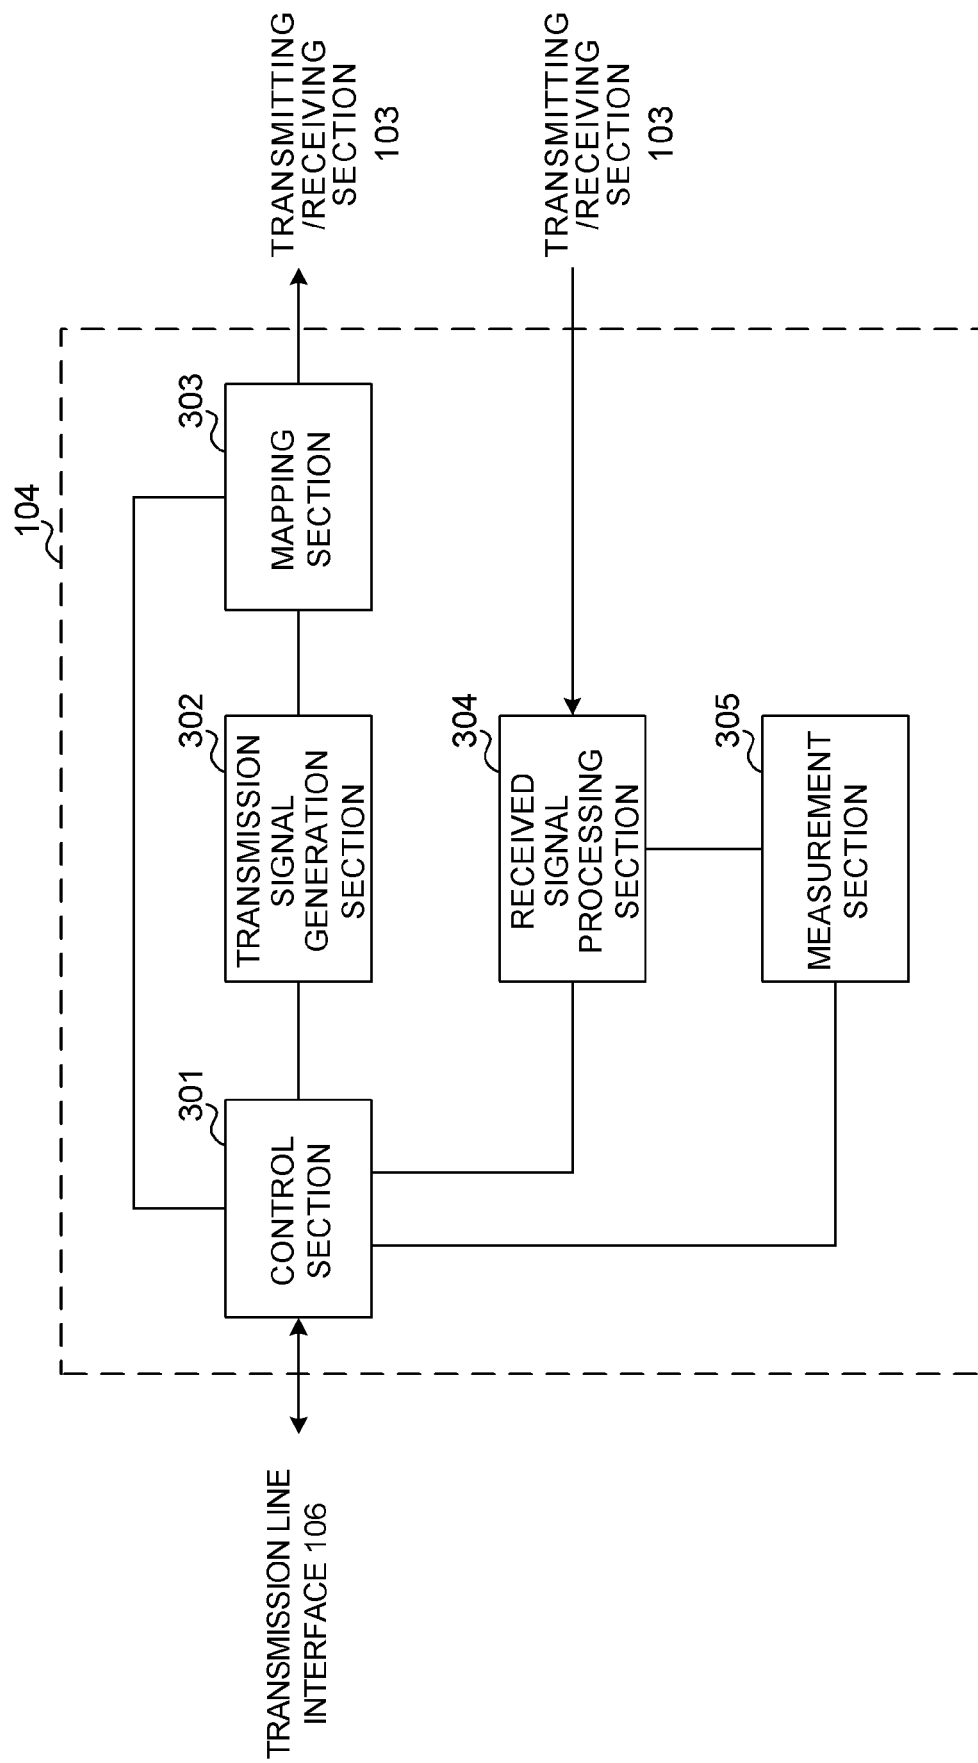 104
TRANSMISSION LINE
INTERFACE 106
301
CONTROL
SECTION
302
TRANSMISSION
SIGNAL
GENERATION
SECTION
303
MAPPING
SECTION
TRANSMITTING
/RECEIVING
SECTION
103
304
RECEIVED
SIGNAL
PROCESSING
SECTION
TRANSMITTING
/RECEIVING
SECTION
103
305
MEASUREMENT
SECTION